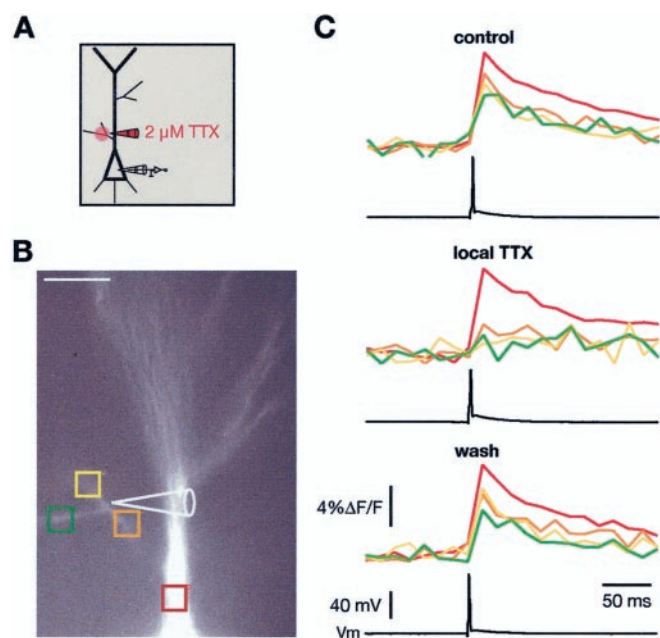 A
2 µM TTX
B
C
control
local TTX
wash
4%ΔF/F
40 mV
Vm
50 ms